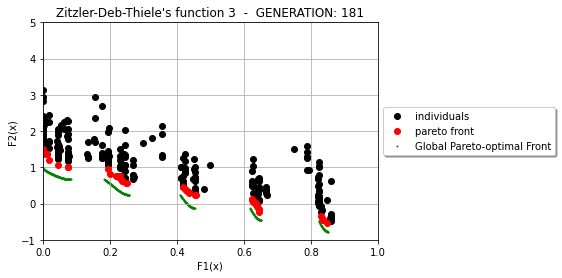 Zitzler-Deb-Thiele's function 3 - GENERATION: 181
5
4
3
2
1
0
−1
F2(x)
0.0 0.2 0.4 0.6 0.8 1.0
F1(x)
individuals
pareto front
Global Pareto-optimal Front